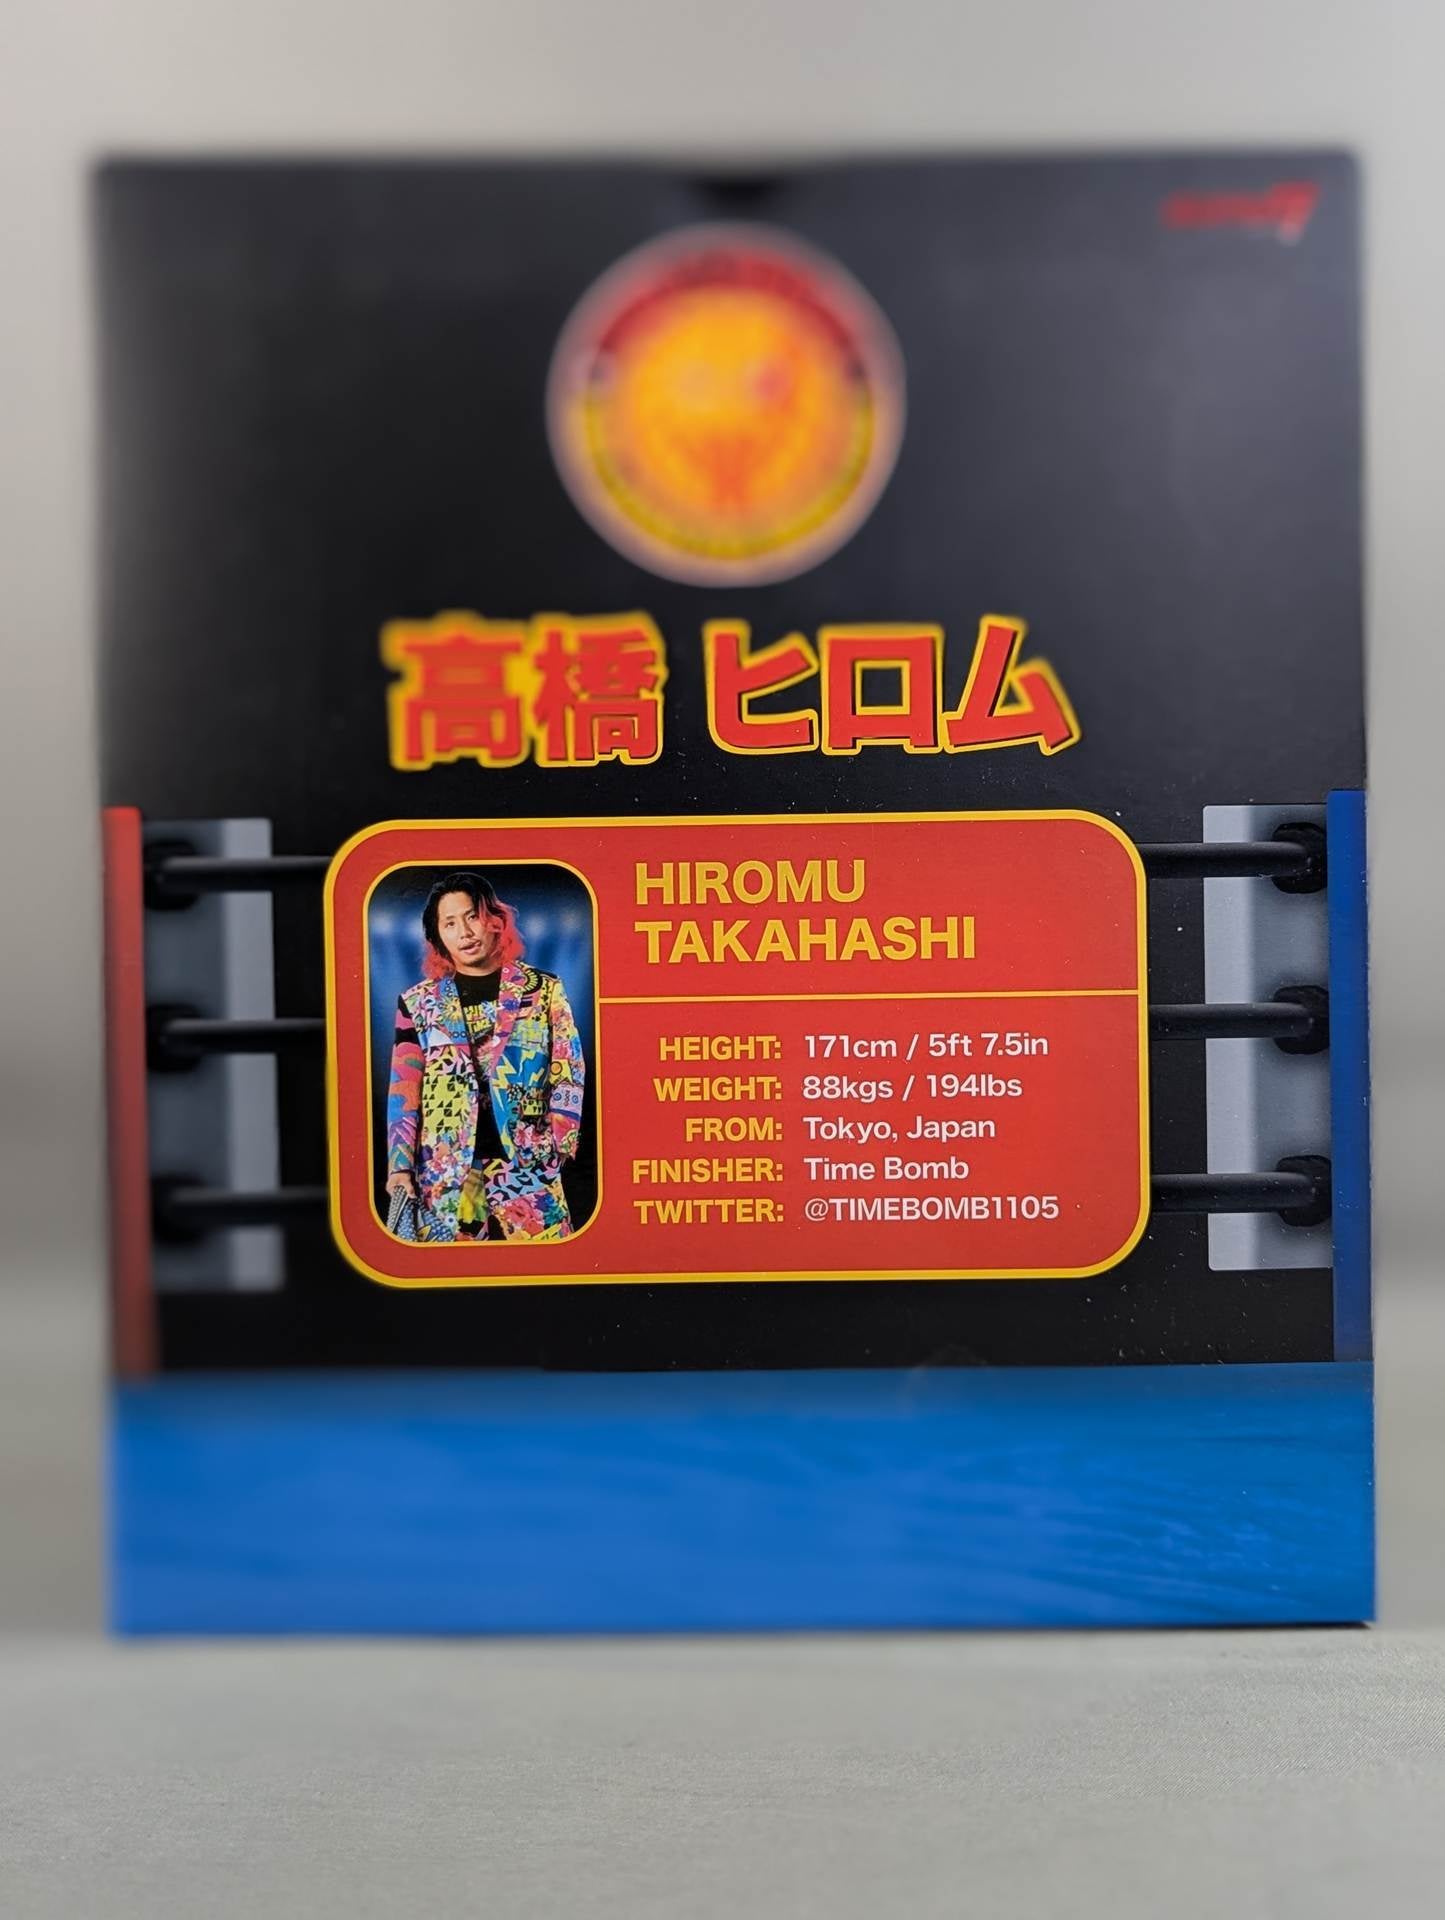 高橋 ヒロム
HIROMU
TAKAHASHI
HEIGHT: 171cm / 5ft 7.5in
WEIGHT: 88kgs / 194lbs
FROM: Tokyo, Japan
FINISHER: Time Bomb
TWITTER: @TIMEBOMB1105